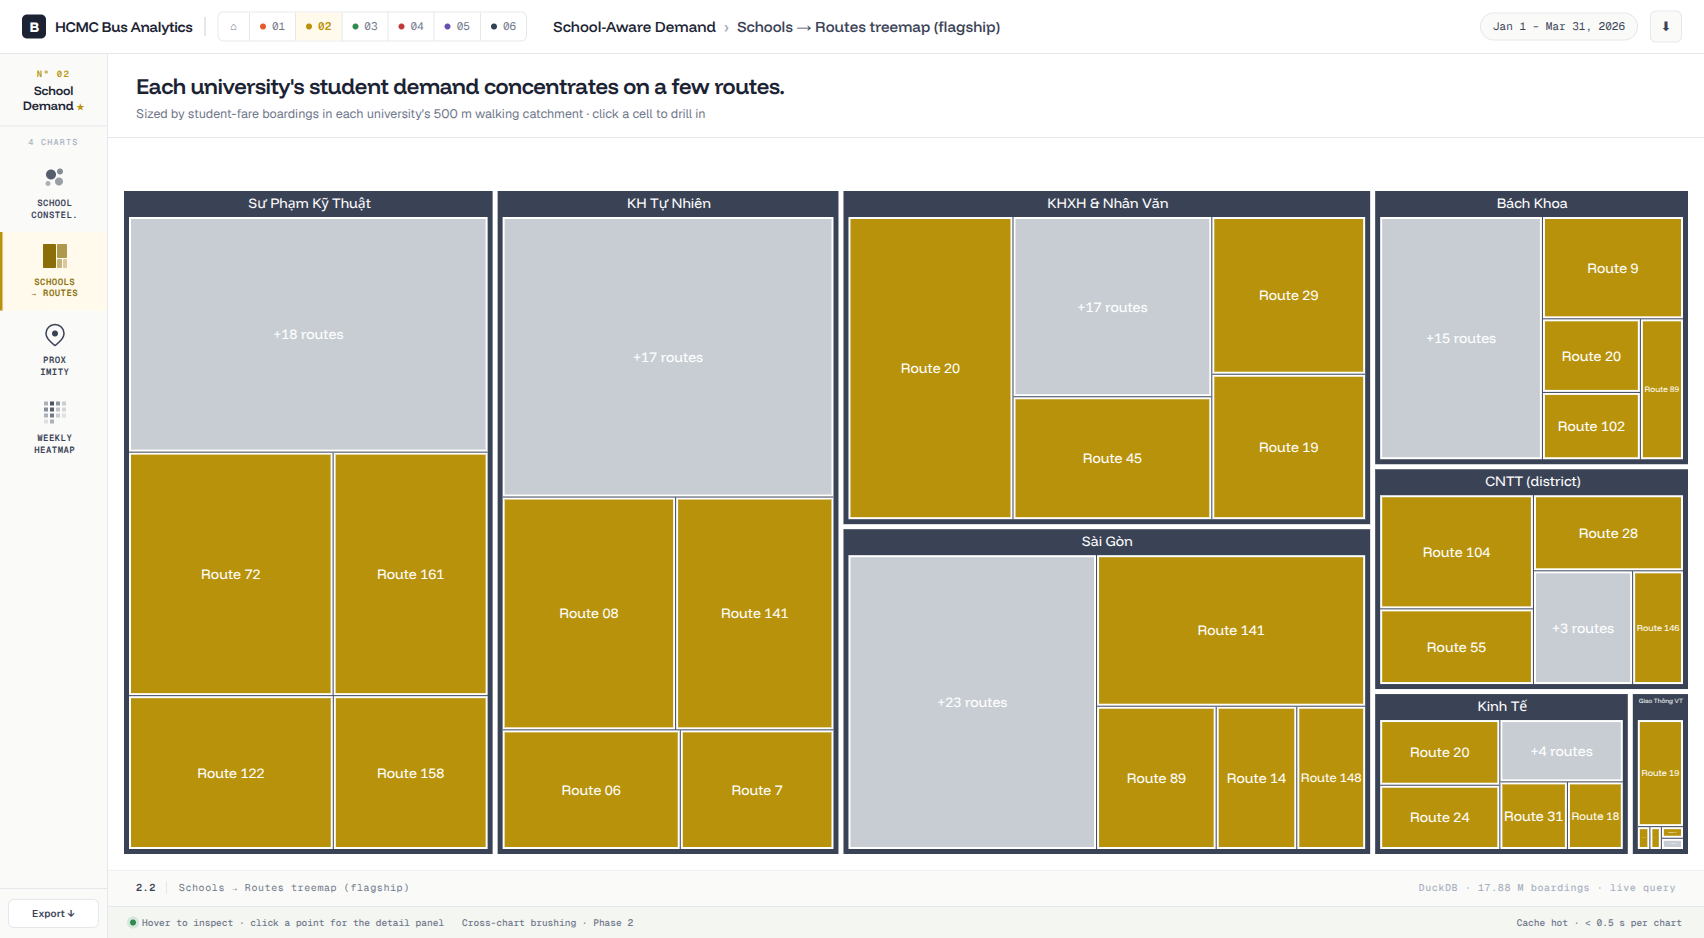 B HCMC Bus Analytics
01 02 03 04 05 06
School-Aware Demand › Schools → Routes treemap (flagship)
Jan 1 – Mar 31, 2026
N° 02
School
Demand ★
4 CHARTS
SCHOOL
CONSTEL.
SCHOOLS
→ ROUTES
PROX
IMITY
WEEKLY
HEATMAP
Export ↓
Each university's student demand concentrates on a few routes.
Sized by student-fare boardings in each university's 500 m walking catchment · click a cell to drill in
Sư Phạm Kỹ Thuật
+18 routes
Route 72
Route 161
Route 122
Route 158
KH Tự Nhiên
+17 routes
Route 08
Route 141
Route 06
Route 7
KHXH & Nhân Văn
Route 20
+17 routes
Route 29
Route 45
Route 19
Sài Gòn
+23 routes
Route 141
Route 89
Route 14
Route 148
Bách Khoa
+15 routes
Route 9
Route 20
Route 89
Route 102
CNTT (district)
Route 104
Route 28
Route 55
+3 routes
Route 146
Kinh Tế
Route 20
+4 routes
Route 24
Route 31
Route 18
Giao Thông VT
Route 19
2.2 Schools → Routes treemap (flagship)
DuckDB · 17.88 M boardings · live query
Hover to inspect · click a point for the detail panel Cross-chart brushing · Phase 2
Cache hot · < 0.5 s per chart